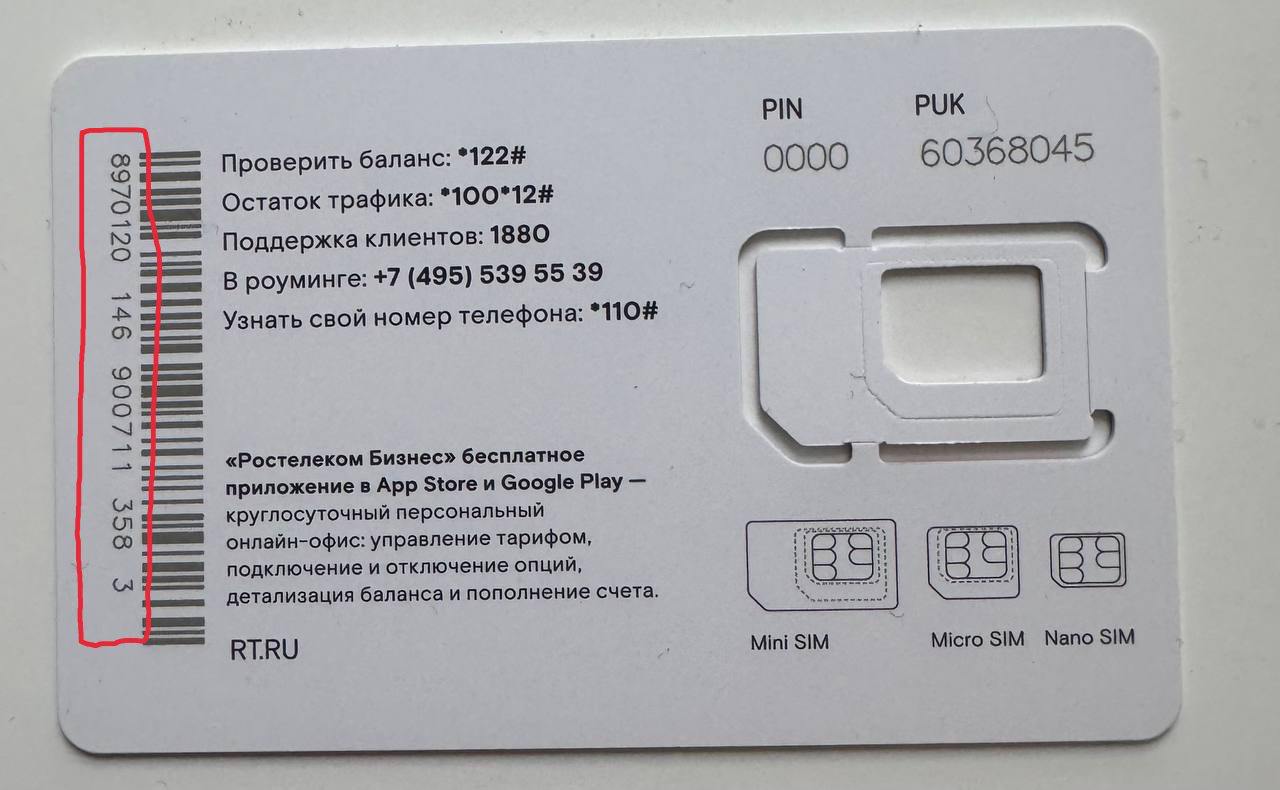 8970120 146 900711 358 3
Проверить баланс: *122#
Остаток трафика: *100*12#
Поддержка клиентов: 1880
В роуминге: +7 (495) 539 55 39
Узнать свой номер телефона: *110#
«Ростелеком Бизнес» бесплатное
приложение в App Store и Google Play —
круглосуточный персональный
онлайн-офис: управление тарифом,
подключение и отключение опций,
детализация баланса и пополнение счета.
RT.RU
PIN PUK
0000 60368045
Mini SIM Micro SIM Nano SIM